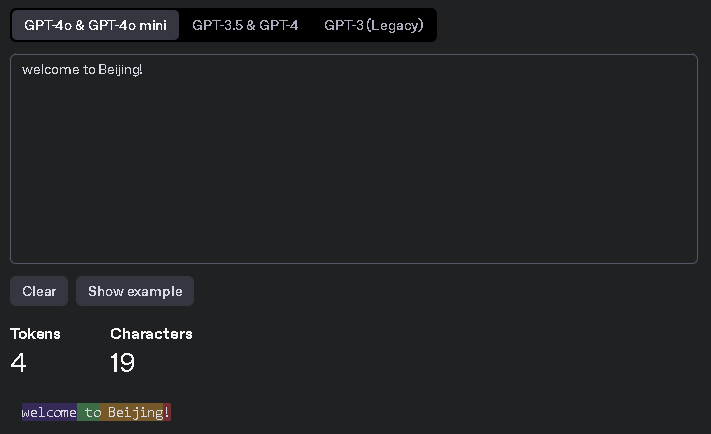 GPT-4o & GPT-4o mini GPT-3.5 & GPT-4 GPT-3 (Legacy)
welcome to Beijing!
Clear Show example
Tokens Characters
4 19
welcome to Beijing!